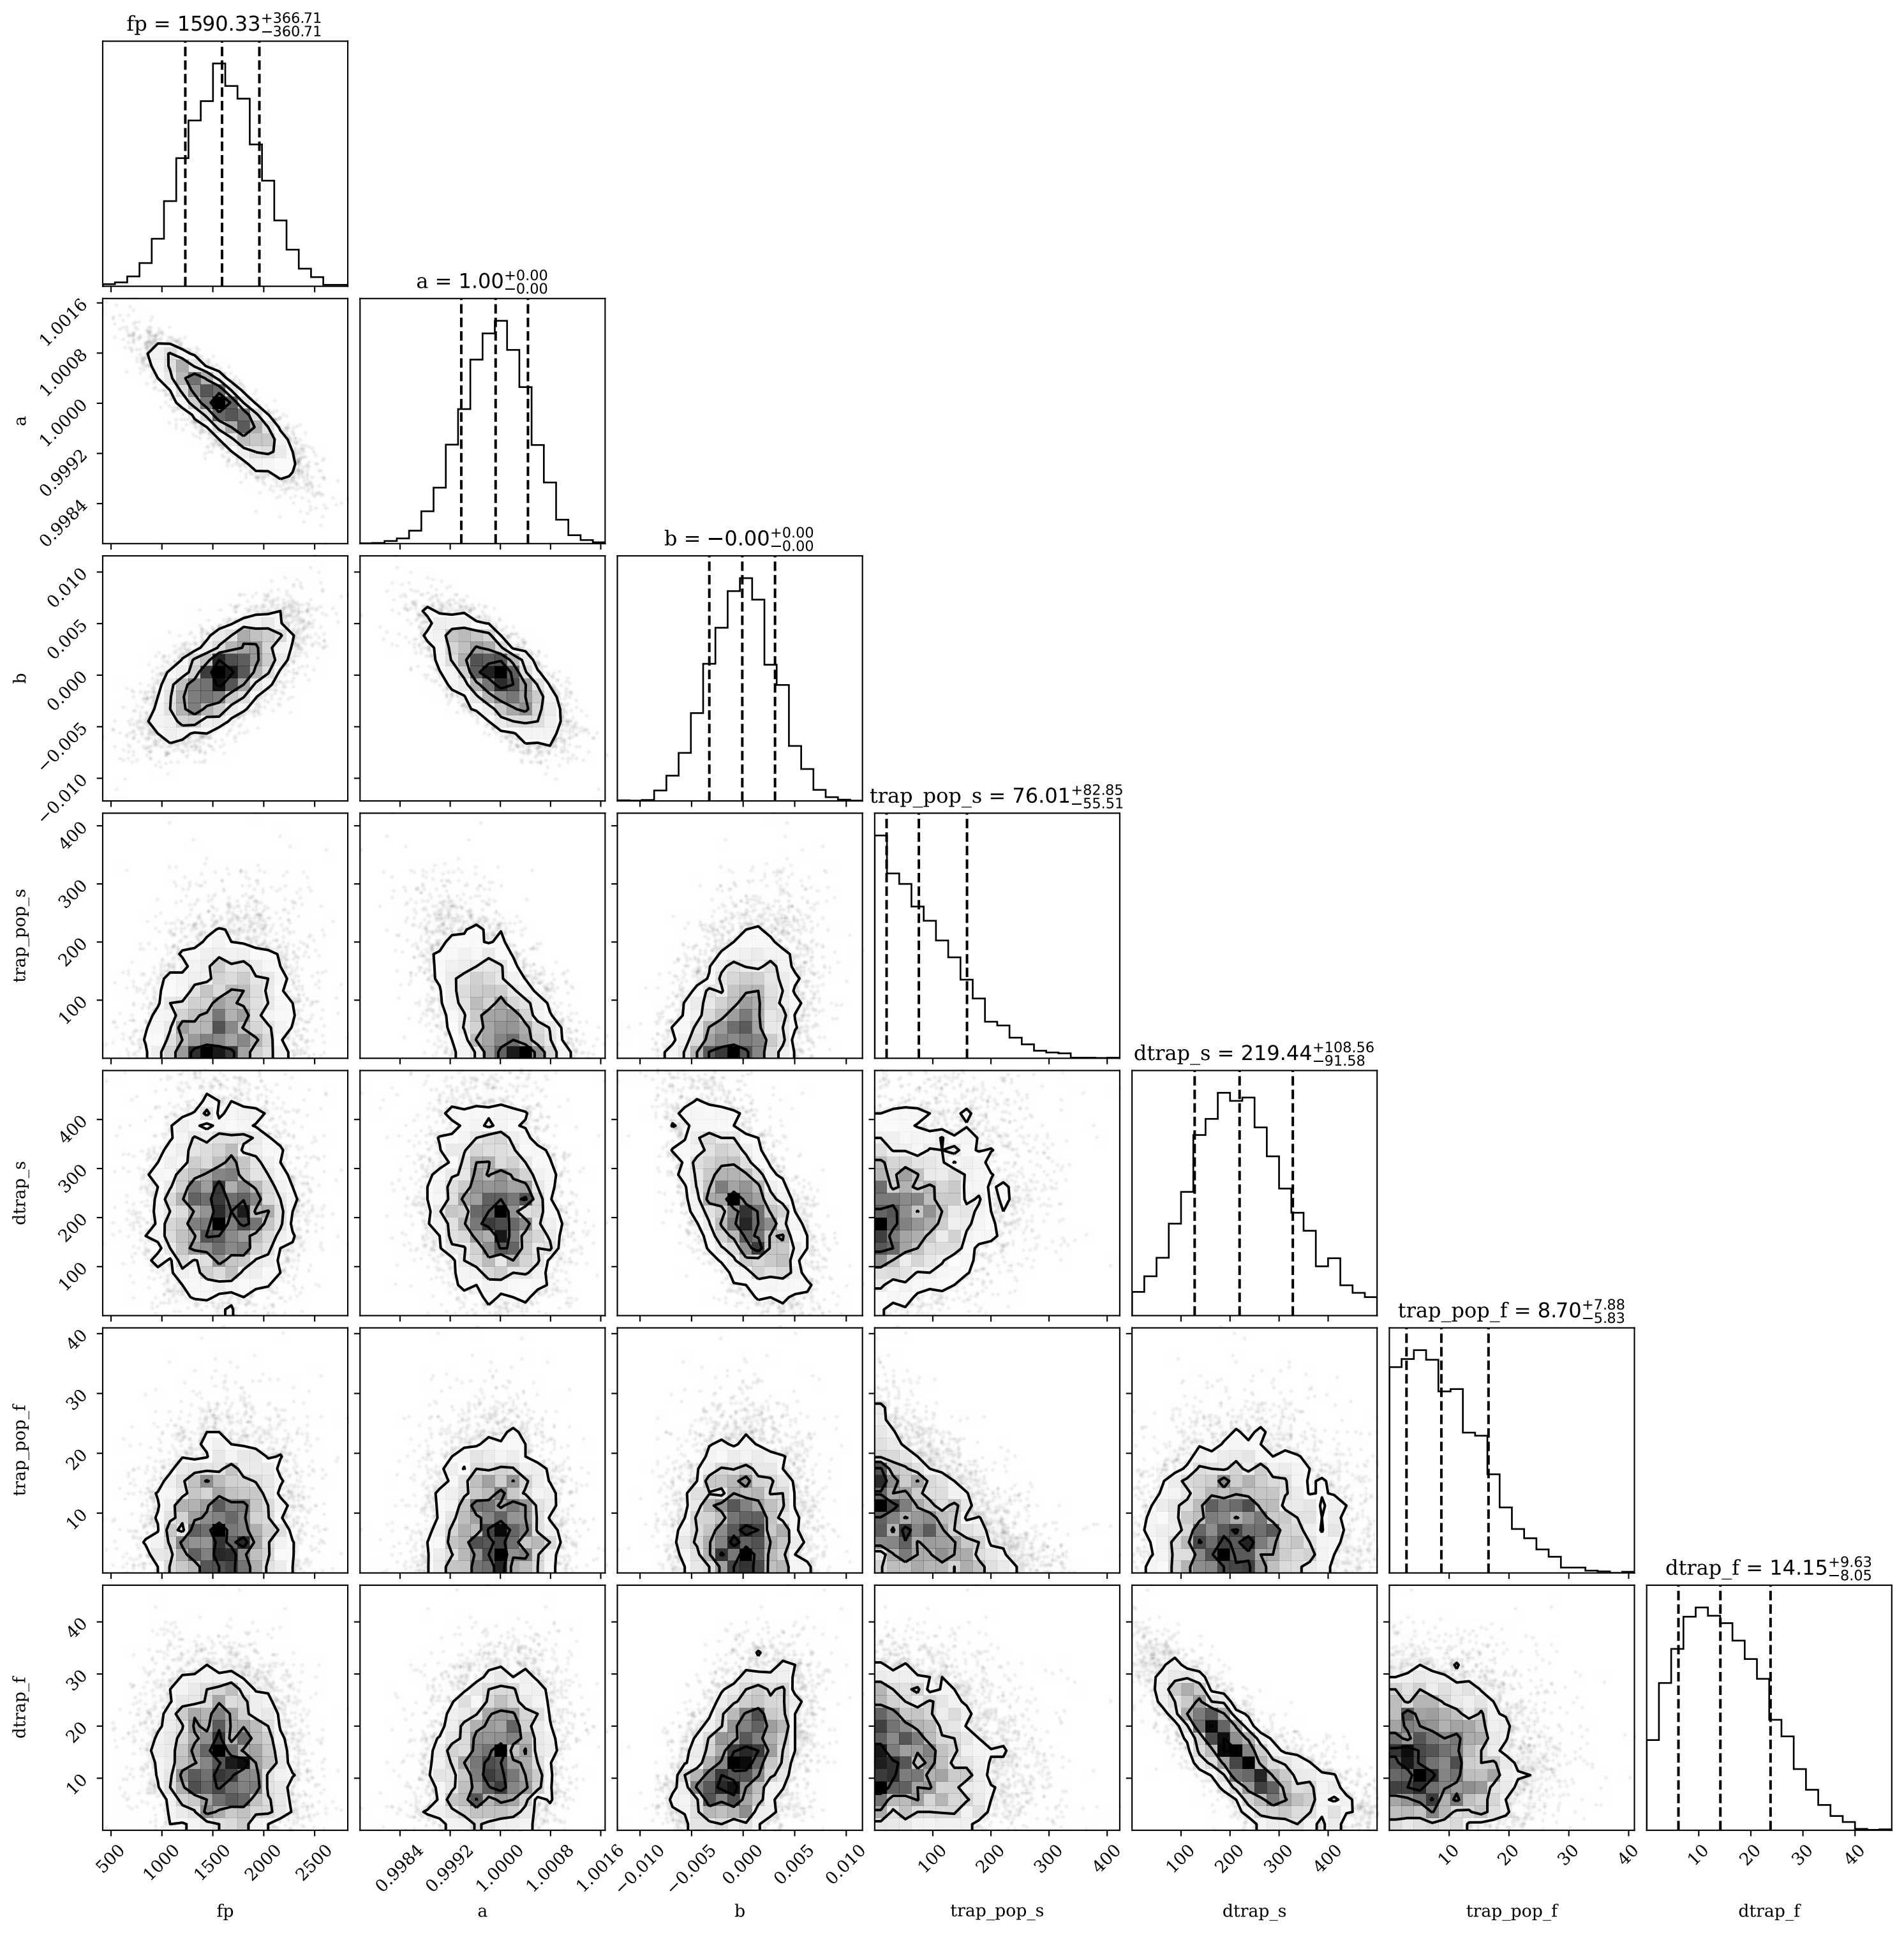 fp = 1590.33+366.71 −360.71
a = 1.00+0.00 −0.00
1.0016
1.0008
1.0000
0.9992
0.9984
a
b = −0.00+0.00 −0.00
0.010
0.005
0.000
−0.005
−0.010
b
trap_pop_s = 76.01+82.85 −55.51
400
300
200
100
trap_pop_s
dtrap_s = 219.44+108.56 −91.58
400
300
200
100
dtrap_s
trap_pop_f = 8.70+7.88 −5.83
40
30
20
10
trap_pop_f
dtrap_f = 14.15+9.63 −8.05
40
30
20
10
dtrap_f
500 1000 1500 2000 2500 0.9984 0.9992 1.0000 1.0008 1.0016 −0.010 −0.005 0.000 0.005 0.010 100 200 300 400 100 200 300 400 10 20 30 40 10 20 30 40
fp a b trap_pop_s dtrap_s trap_pop_f dtrap_f